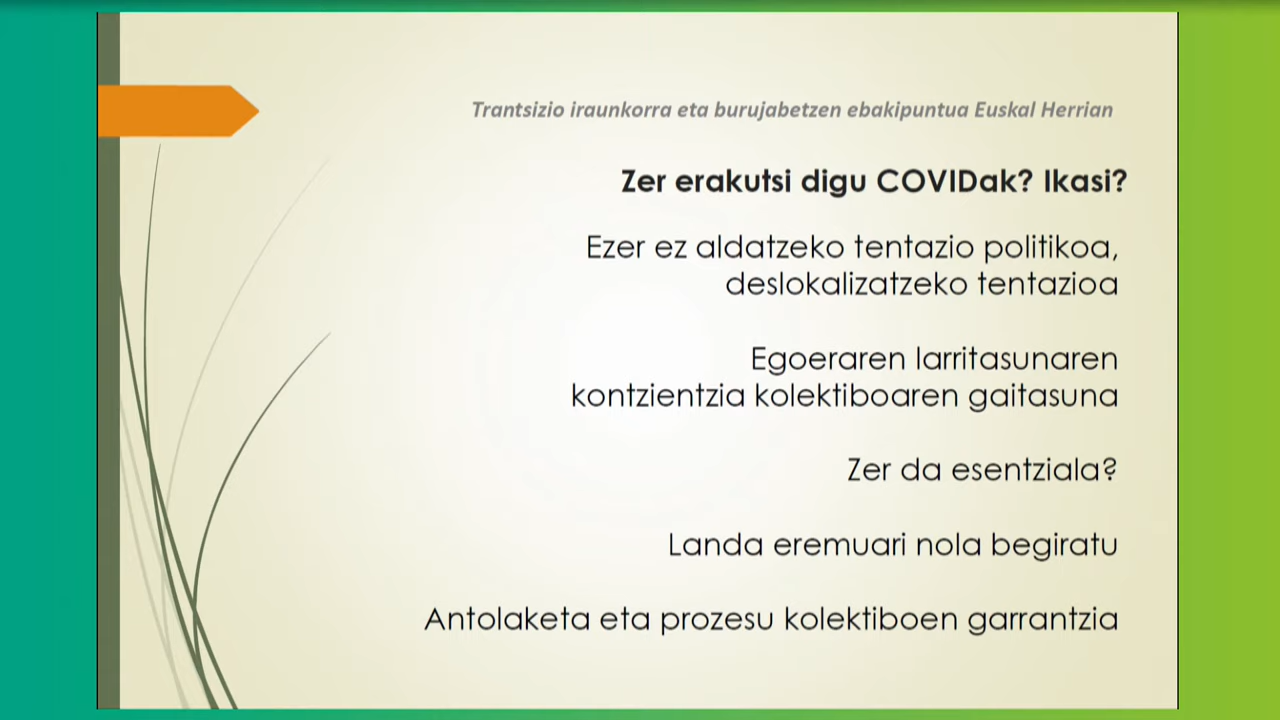 Trantsizio iraunkorra eta burujabetzen ebakipuntua Euskal Herrian
Zer erakutsi digu COVIDak? Ikasi?
Ezer ez aldatzeko tentazio politikoa,
deslokalizatzeko tentazioa
Egoeraren larritasunaren
kontzientzia kolektiboaren gaitasuna
Zer da esentziala?
Landa eremuari nola begiratu
Antolaketa eta prozesu kolektiboen garrantzia